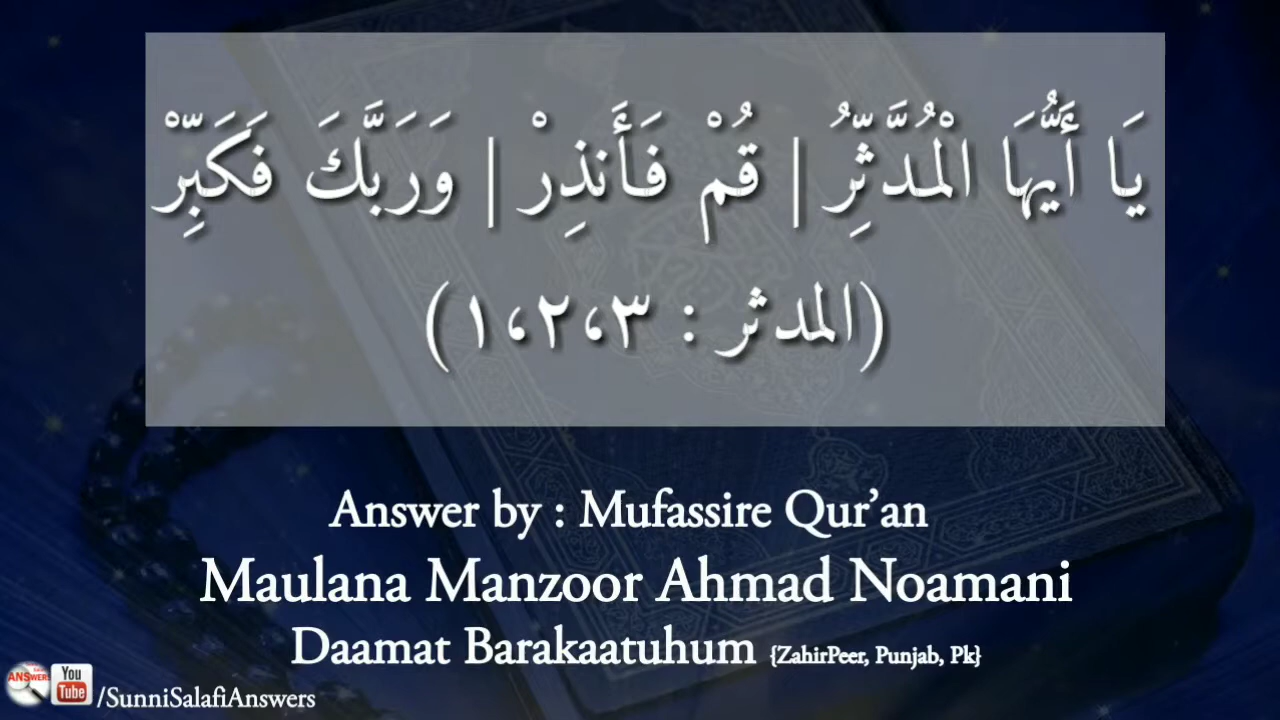 يَا أَيُّهَا الْمُدَّثِّرُ | قُمْ فَأَنذِرْ | وَرَبَّكَ فَكَبِّرْ
(المدثر : ١،٢،٣)
Answer by : Mufassire Qur’an
Maulana Manzoor Ahmad Noamani
Daamat Barakaatuhum {ZahirPeer, Punjab, Pk}
ANSWERS You Tube /SunniSalafiAnswers